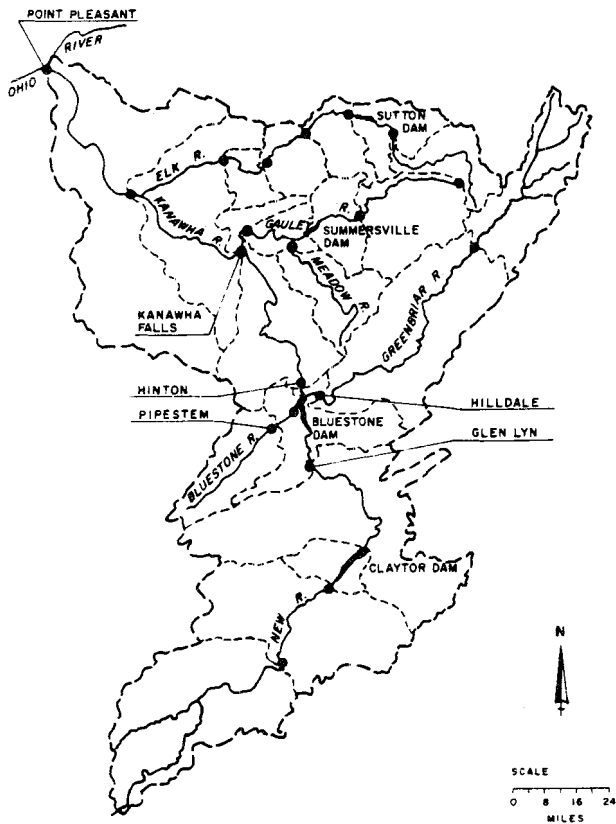 POINT PLEASANT
RIVER
OHIO
SUTTON
DAM
ELK R.
KANAWHA R.
GAULEY R.
SUMMERSVILLE
DAM
MEADOW R.
GREENBRIAR R.
KANAWHA
FALLS
HINTON
HILLDALE
PIPESTEM
BLUESTONE
DAM
GLEN LYN
BLUESTONE R.
CLAYTOR DAM
NEW R.
N
SCALE
0 8 16 24
MILES